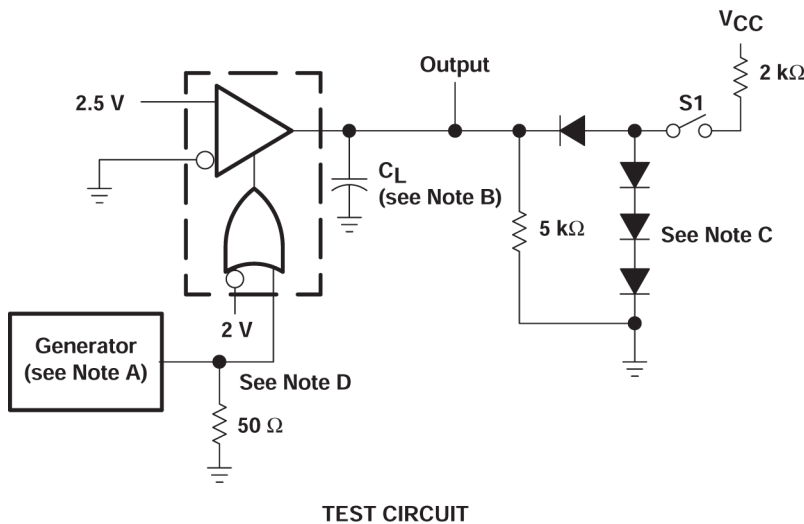 VCC
2 kΩ
Output
S1
2.5 V
CL
(see Note B)
5 kΩ
See Note C
2 V
Generator
(see Note A)
See Note D
50 Ω
TEST CIRCUIT